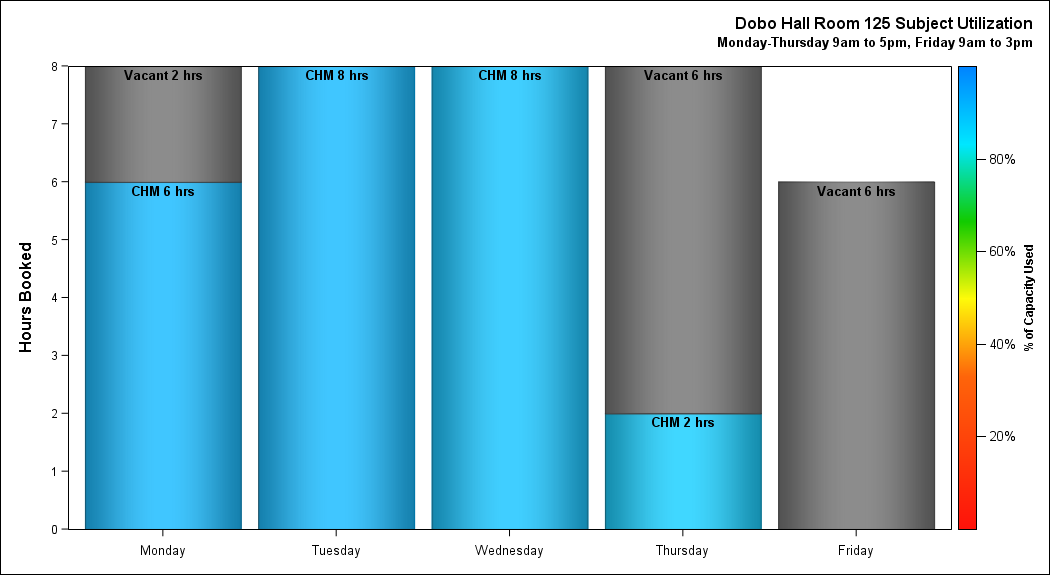 Dobo Hall Room 125 Subject Utilization
Monday-Thursday 9am to 5pm, Friday 9am to 3pm
Hours Booked
8
7
6
5
4
3
2
1
0
Vacant 2 hrs
CHM 6 hrs
CHM 8 hrs
CHM 8 hrs
Vacant 6 hrs
CHM 2 hrs
Vacant 6 hrs
Monday
Tuesday
Wednesday
Thursday
Friday
80%
60%
40%
20%
% of Capacity Used